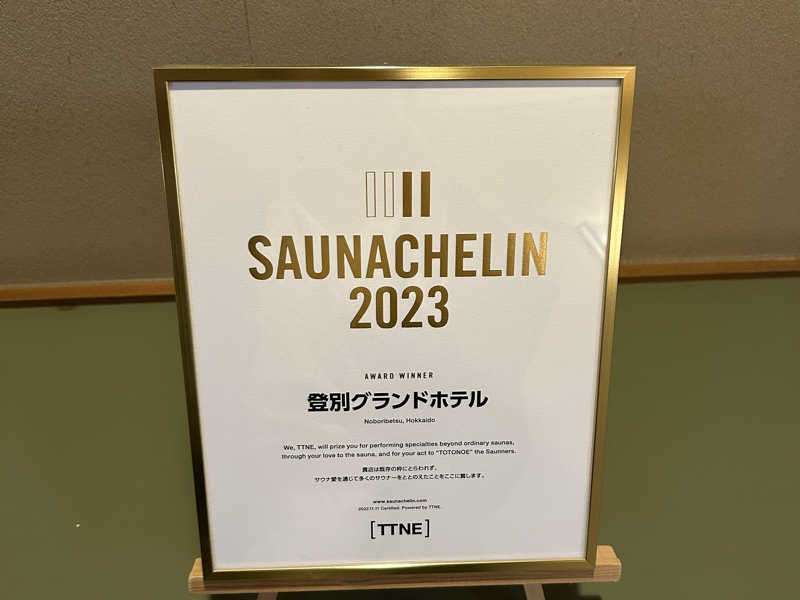 SAUNACHELIN
2023
AWARD WINNER
登別グランドホテル
Noboribetsu, Hokkaido
We, TTNE, will prize you for performing specialties beyond ordinary saunas,
through your love to the sauna, and for your act to "TOTONOE" the Saunners.
貴店は既存の枠にとらわれず、
サウナ愛を通じて多くのサウナーをととのえたことをここに賞します。
www.saunachelin.com
2023.11.11 Certified. Powered by TTNE.
[TTNE]